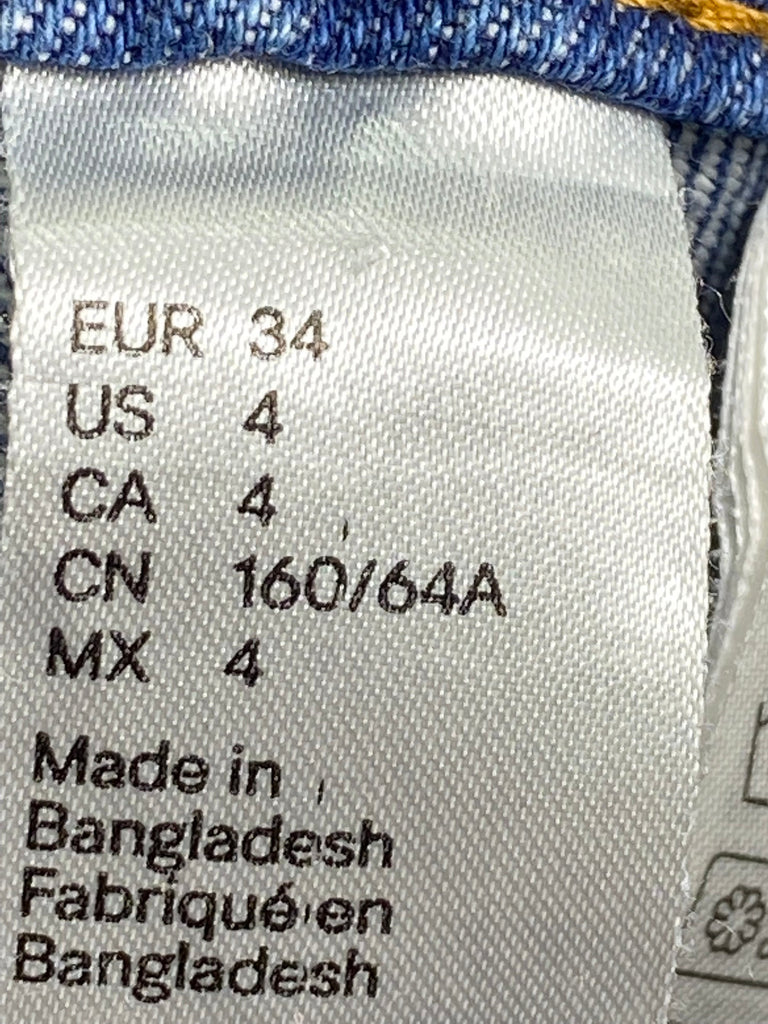 EUR 34
US 4
CA 4
CN 160/64A
MX 4
Made in
Bangladesh
Fabriqué en
Bangladesh